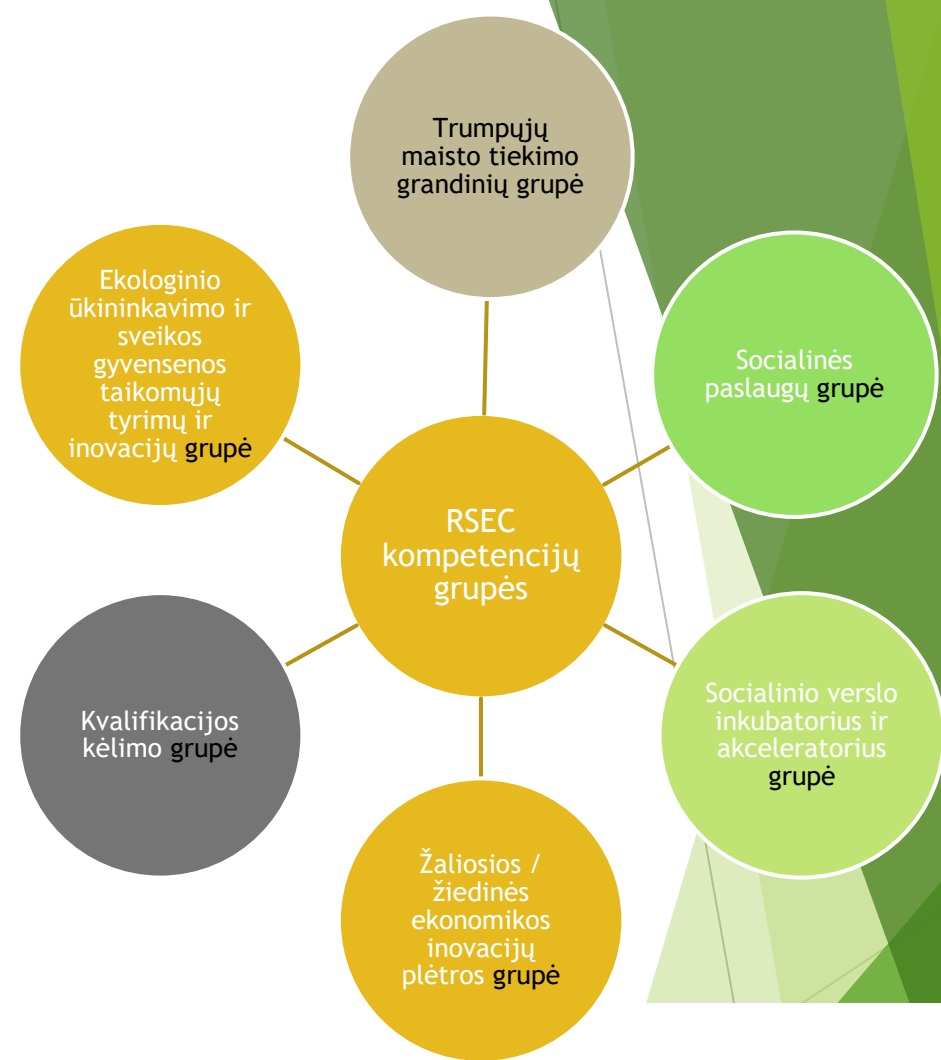 Trumpųjų
maisto tiekimo
grandinių grupė
Ekologinio
ūkininkavimo ir
sveikos
gyvensenos
taikomųjų
tyrimų ir
inovacijų grupė
Socialinės
paslaugų grupė
RSEC
kompetencijų
grupės
Kvalifikacijos
kėlimo grupė
Socialinio verslo
inkubatorius ir
akceleratorius
grupė
Žaliosios /
žiedinės
ekonomikos
inovacijų
plėtros grupė